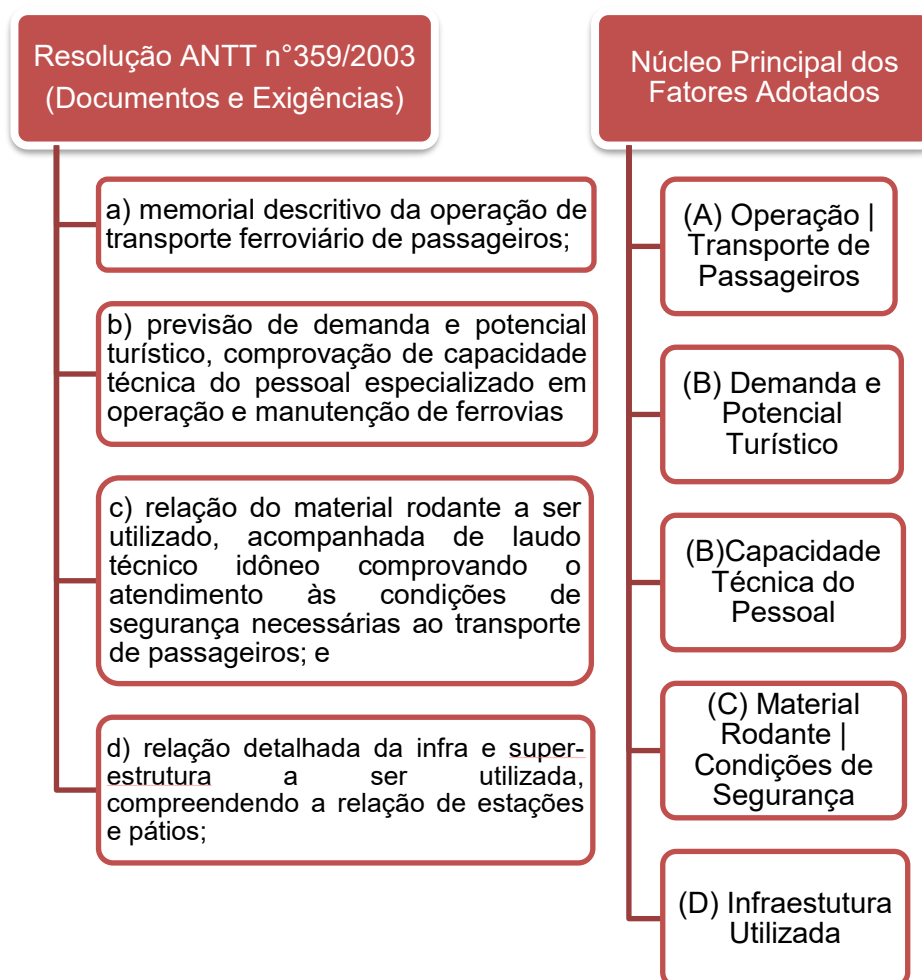 Resolução ANTT n°359/2003
(Documentos e Exigências)
a) memorial descritivo da operação de
transporte ferroviário de passageiros;
b) previsão de demanda e potencial
turístico, comprovação de capacidade
técnica do pessoal especializado em
operação e manutenção de ferrovias
c) relação do material rodante a ser
utilizado, acompanhada de laudo
técnico idôneo comprovando o
atendimento às condições de
segurança necessárias ao transporte
de passageiros; e
d) relação detalhada da infra e super-
estrutura a ser utilizada,
compreendendo a relação de estações
e pátios;
Núcleo Principal dos
Fatores Adotados
(A) Operação |
Transporte de
Passageiros
(B) Demanda e
Potencial
Turístico
(B)Capacidade
Técnica do
Pessoal
(C) Material
Rodante |
Condições de
Segurança
(D) Infraestutura
Utilizada